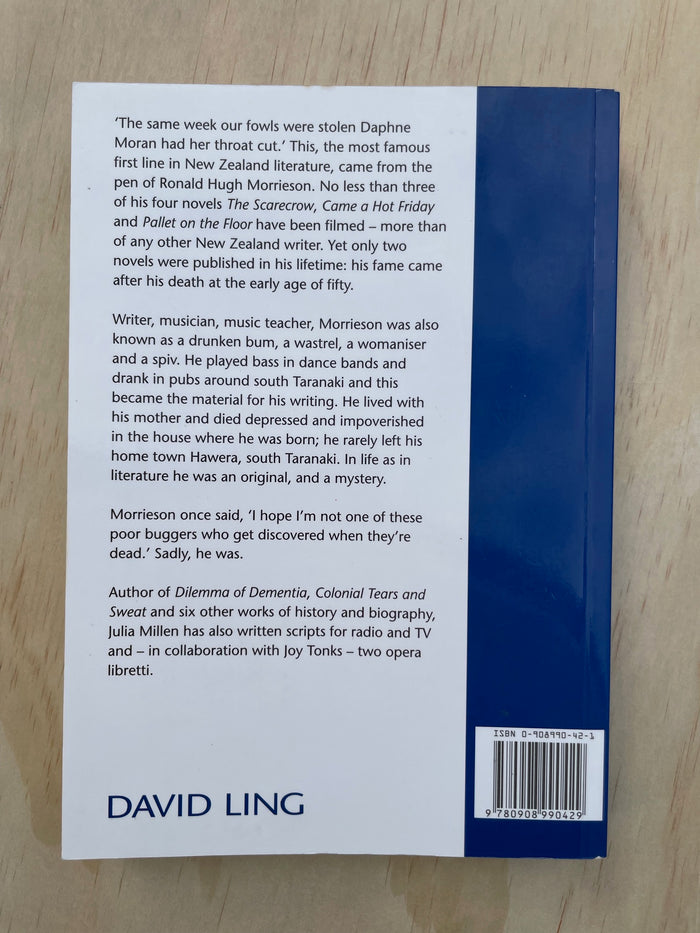 ‘The same week our fowls were stolen Daphne
Moran had her throat cut.’ This, the most famous
first line in New Zealand literature, came from the
pen of Ronald Hugh Morrieson. No less than three
of his four novels The Scarecrow, Came a Hot Friday
and Pallet on the Floor have been filmed – more than
of any other New Zealand writer. Yet only two
novels were published in his lifetime: his fame came
after his death at the early age of fifty.
Writer, musician, music teacher, Morrieson was also
known as a drunken bum, a wastrel, a womaniser
and a spiv. He played bass in dance bands and
drank in pubs around south Taranaki and this
became the material for his writing. He lived with
his mother and died depressed and impoverished
in the house where he was born; he rarely left his
home town Hawera, south Taranaki. In life as in
literature he was an original, and a mystery.
Morrieson once said, ‘I hope I’m not one of these
poor buggers who get discovered when they’re
dead.’ Sadly, he was.
Author of Dilemma of Dementia, Colonial Tears and
Sweat and six other works of history and biography,
Julia Millen has also written scripts for radio and TV
and – in collaboration with Joy Tonks – two opera
libretti.
ISBN 0-908990-42-1
9 780908 990429
DAVID LING